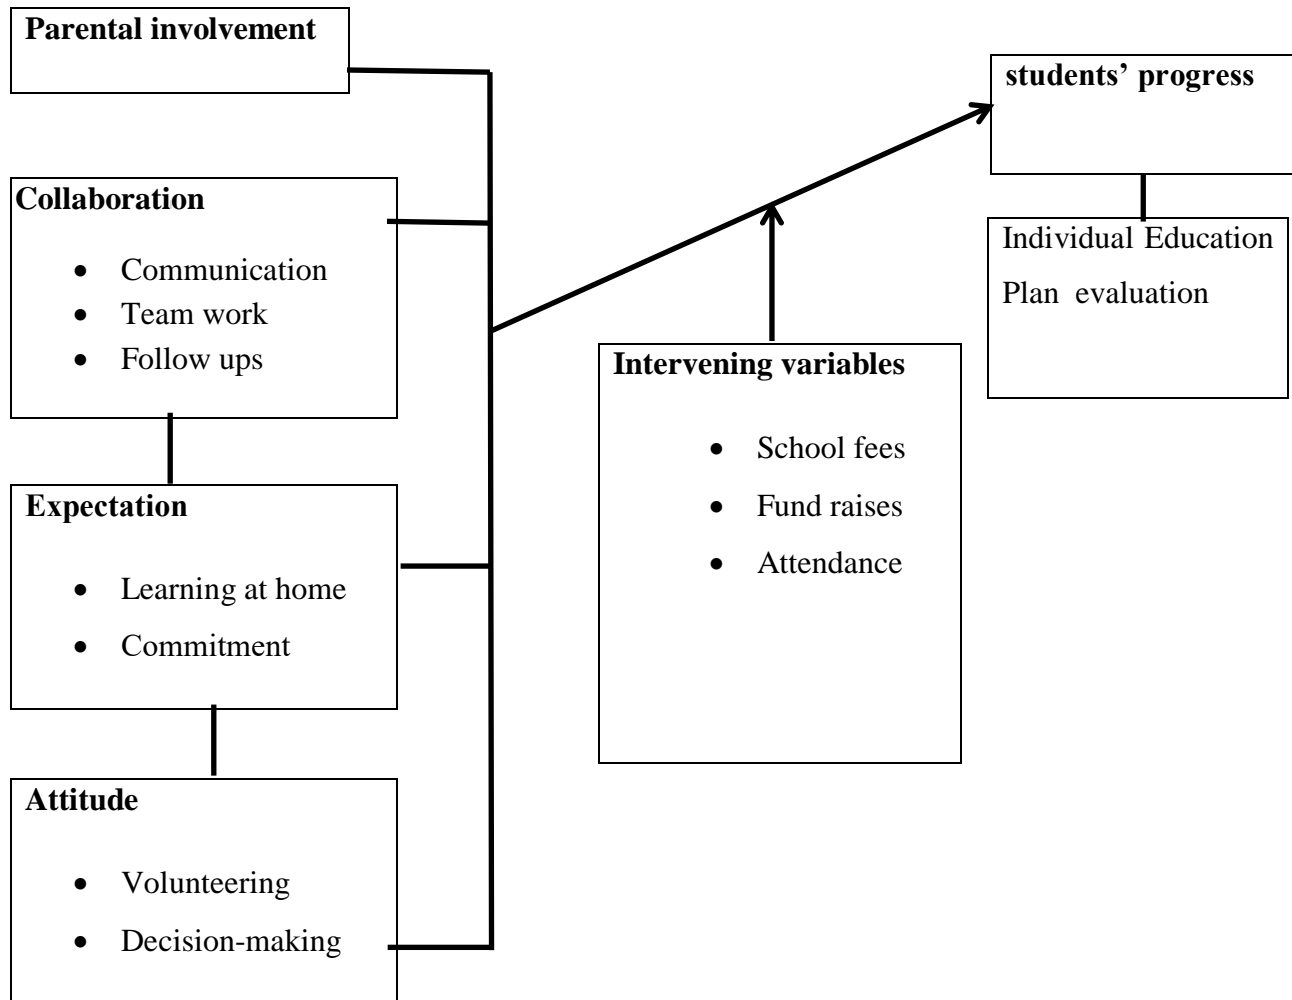 Parental involvement
Collaboration
• Communication
• Team work
• Follow ups
Expectation
• Learning at home
• Commitment
Attitude
• Volunteering
• Decision-making
Intervening variables
• School fees
• Fund raises
• Attendance
students’ progress
Individual Education
Plan evaluation